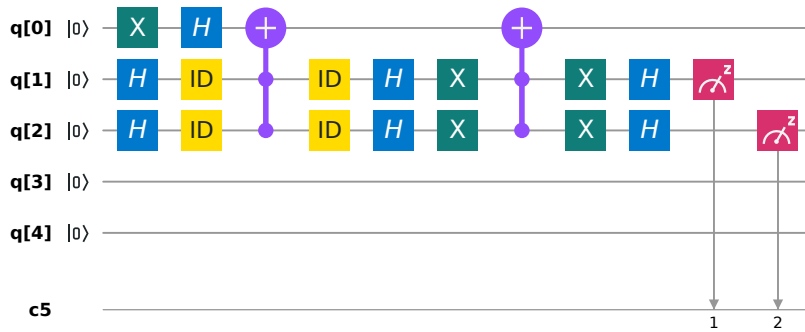 q[0] |0⟩ X H +
q[1] |0⟩ H ID ID H X X H z
q[2] |0⟩ H ID ID H X X H z
q[3] |0⟩
q[4] |0⟩
c5
1 2